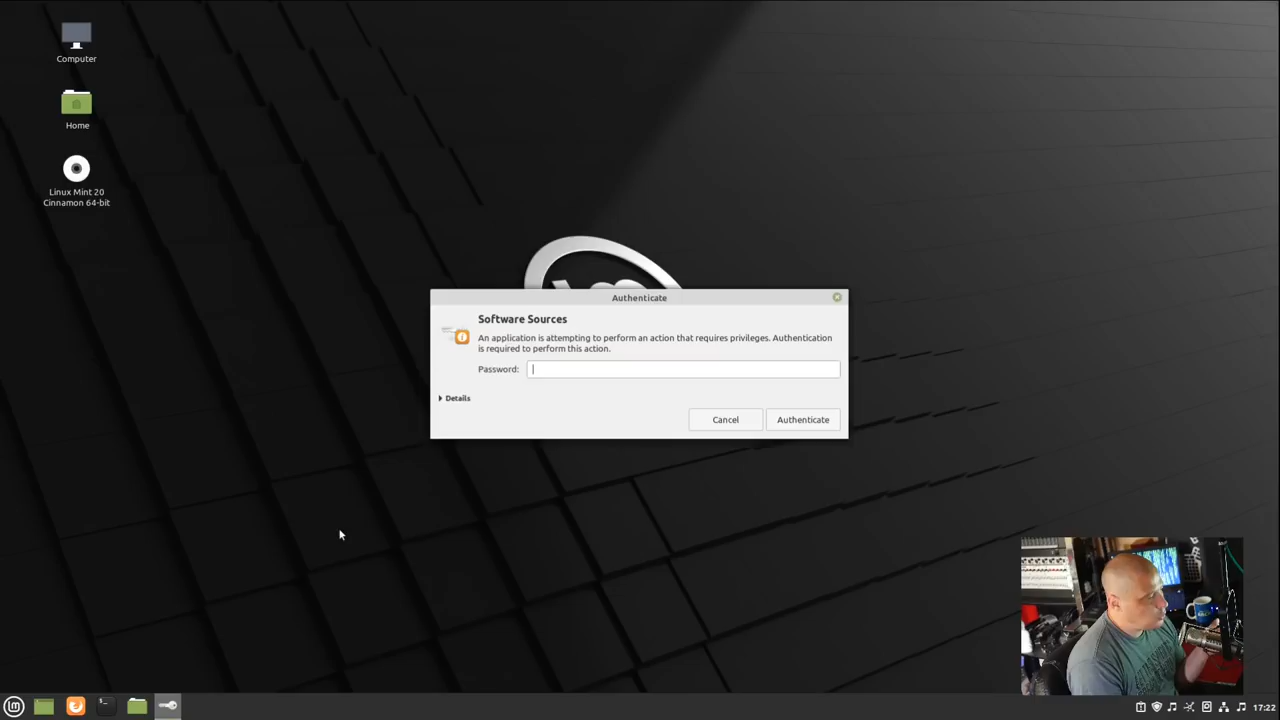 Computer
Home
Linux Mint 20
Cinnamon 64-bit
Authenticate
Software Sources
An application is attempting to perform an action that requires privileges. Authentication
is required to perform this action.
Password:
Details
Cancel
Authenticate
17:22